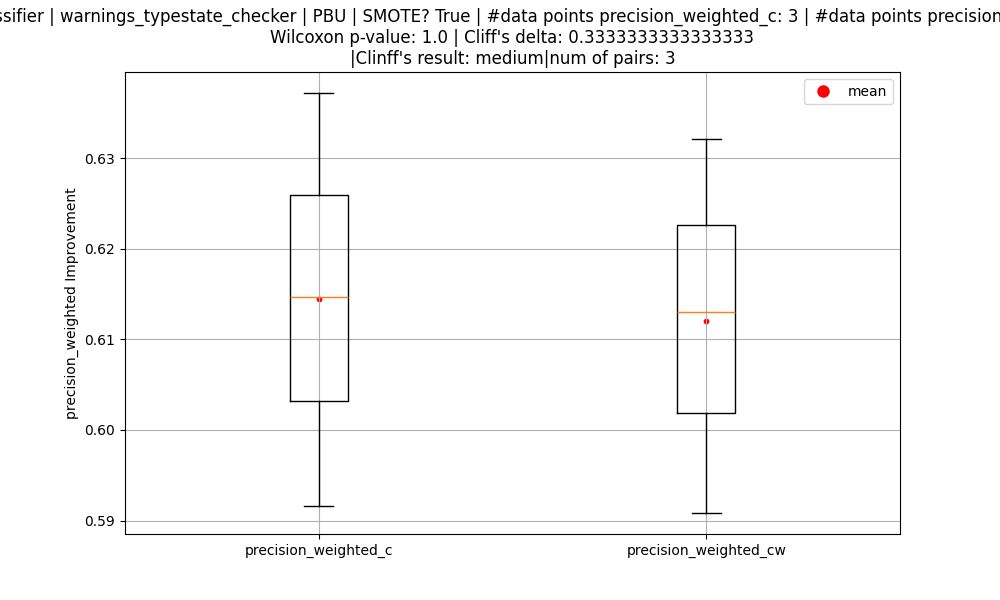 ssifier | warnings_typestate_checker | PBU | SMOTE? True | #data points precision_weighted_c: 3 | #data points precision
Wilcoxon p-value: 1.0 | Cliff's delta: 0.3333333333333333
|Clinff's result: medium|num of pairs: 3
mean
0.63
0.62
0.61
0.60
0.59
precision_weighted Improvement
precision_weighted_c
precision_weighted_cw